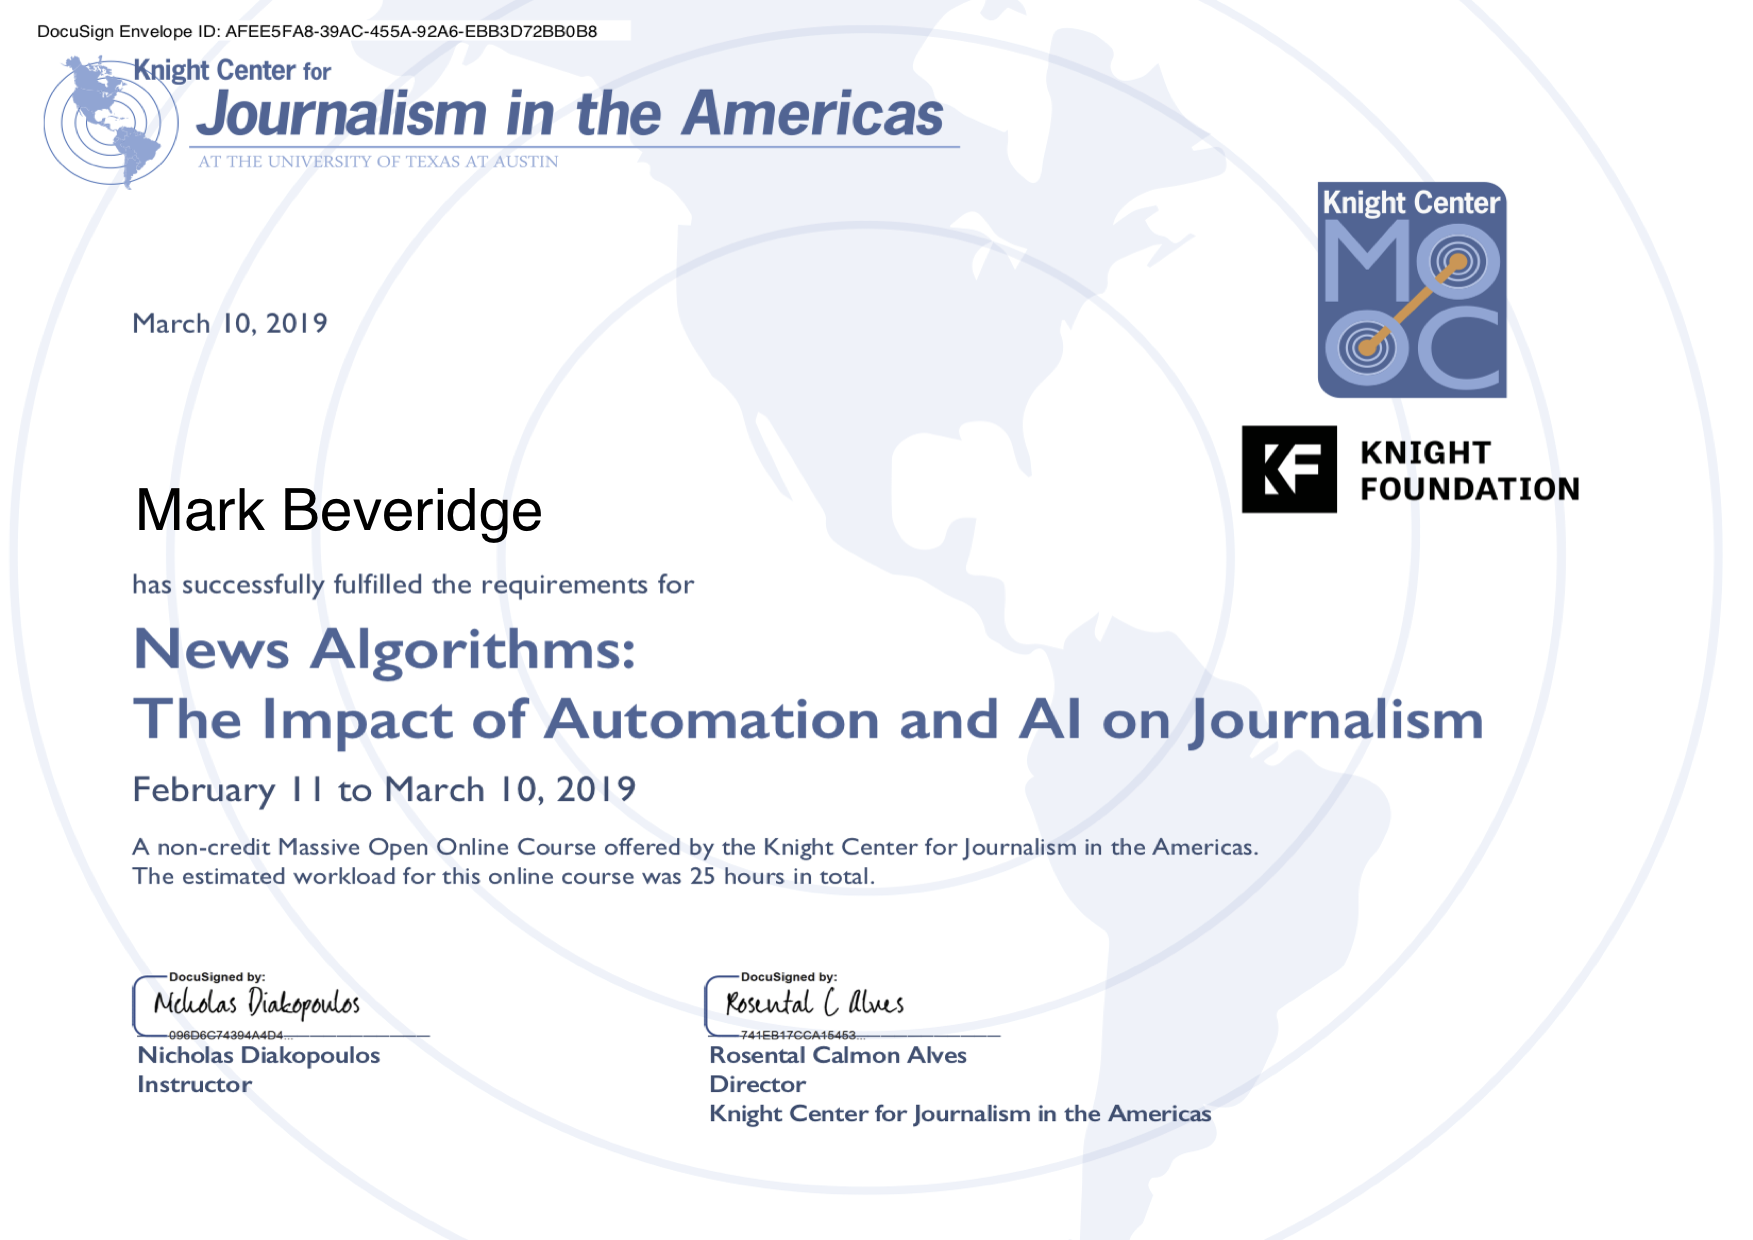 DocuSign Envelope ID: AFEE5FA8-39AC-455A-92A6-EBB3D72BB0B8
Knight Center for
Journalism in the Americas
AT THE UNIVERSITY OF TEXAS AT AUSTIN
Knight Center
MO
OC
March 10, 2019
KF
KNIGHT
FOUNDATION
Mark Beveridge
has successfully fulfilled the requirements for
News Algorithms:
The Impact of Automation and AI on Journalism
February 11 to March 10, 2019
A non-credit Massive Open Online Course offered by the Knight Center for Journalism in the Americas.
The estimated workload for this online course was 25 hours in total.
DocuSigned by:
Nicholas Diakopoulos
096D6C74394A4D4...
Nicholas Diakopoulos
Instructor
DocuSigned by:
Rosental C Alves
741EB17CCA15453...
Rosental Calmon Alves
Director
Knight Center for Journalism in the Americas